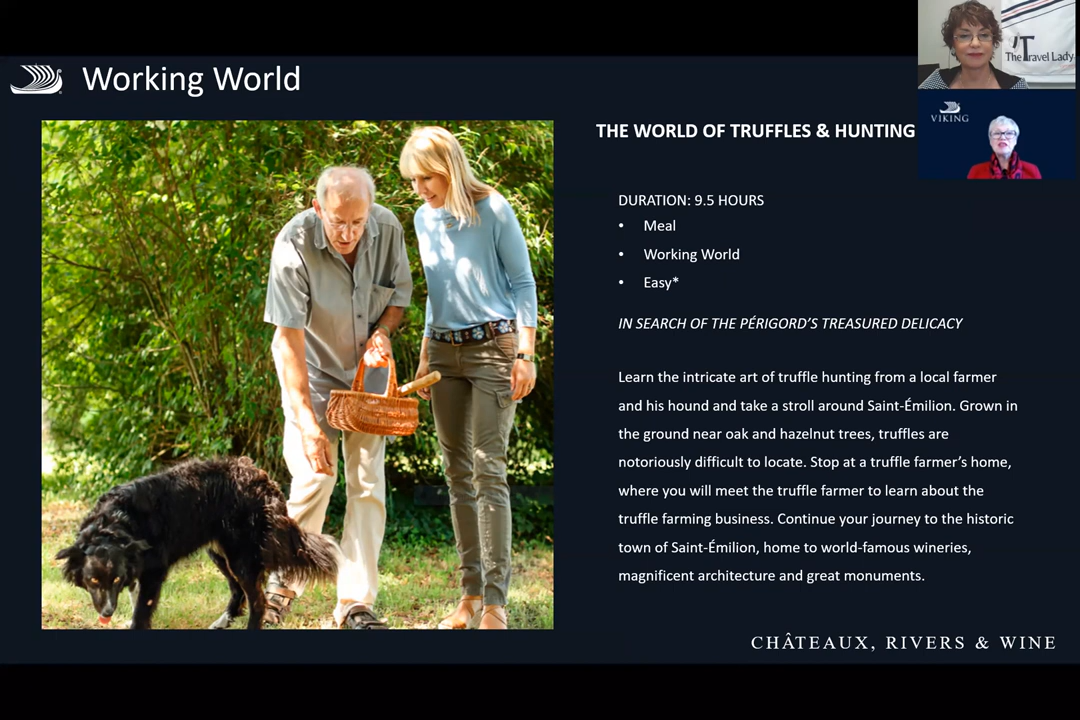 Working World
The Travel Lady
VIKING
THE WORLD OF TRUFFLES & HUNTING
DURATION: 9.5 HOURS
• Meal
• Working World
• Easy*
IN SEARCH OF THE PÉRIGORD'S TREASURED DELICACY
Learn the intricate art of truffle hunting from a local farmer
and his hound and take a stroll around Saint-Émilion. Grown in
the ground near oak and hazelnut trees, truffles are
notoriously difficult to locate. Stop at a truffle farmer's home,
where you will meet the truffle farmer to learn about the
truffle farming business. Continue your journey to the historic
town of Saint-Émilion, home to world-famous wineries,
magnificent architecture and great monuments.
CHÂTEAUX, RIVERS & WINE